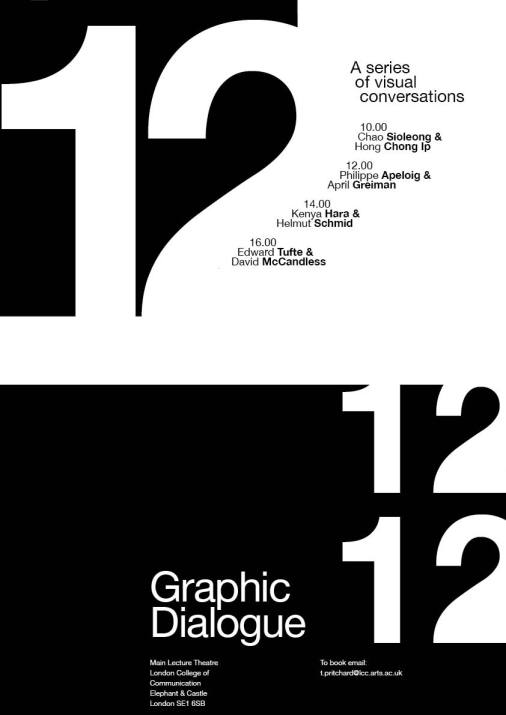 12
A series
of visual
conversations
10.00
Chao Sioleong &
Hong Chong Ip
12.00
Philippe Apeloig &
April Greiman
14.00
Kenya Hara &
Helmut Schmid
16.00
Edward Tufte &
David McCandless
12
12
Graphic
Dialogue
Main Lecture Theatre
London College of
Communication
Elephant & Castle
London SE1 6SB
To book email:
t.pritchard@lcc.arts.ac.uk